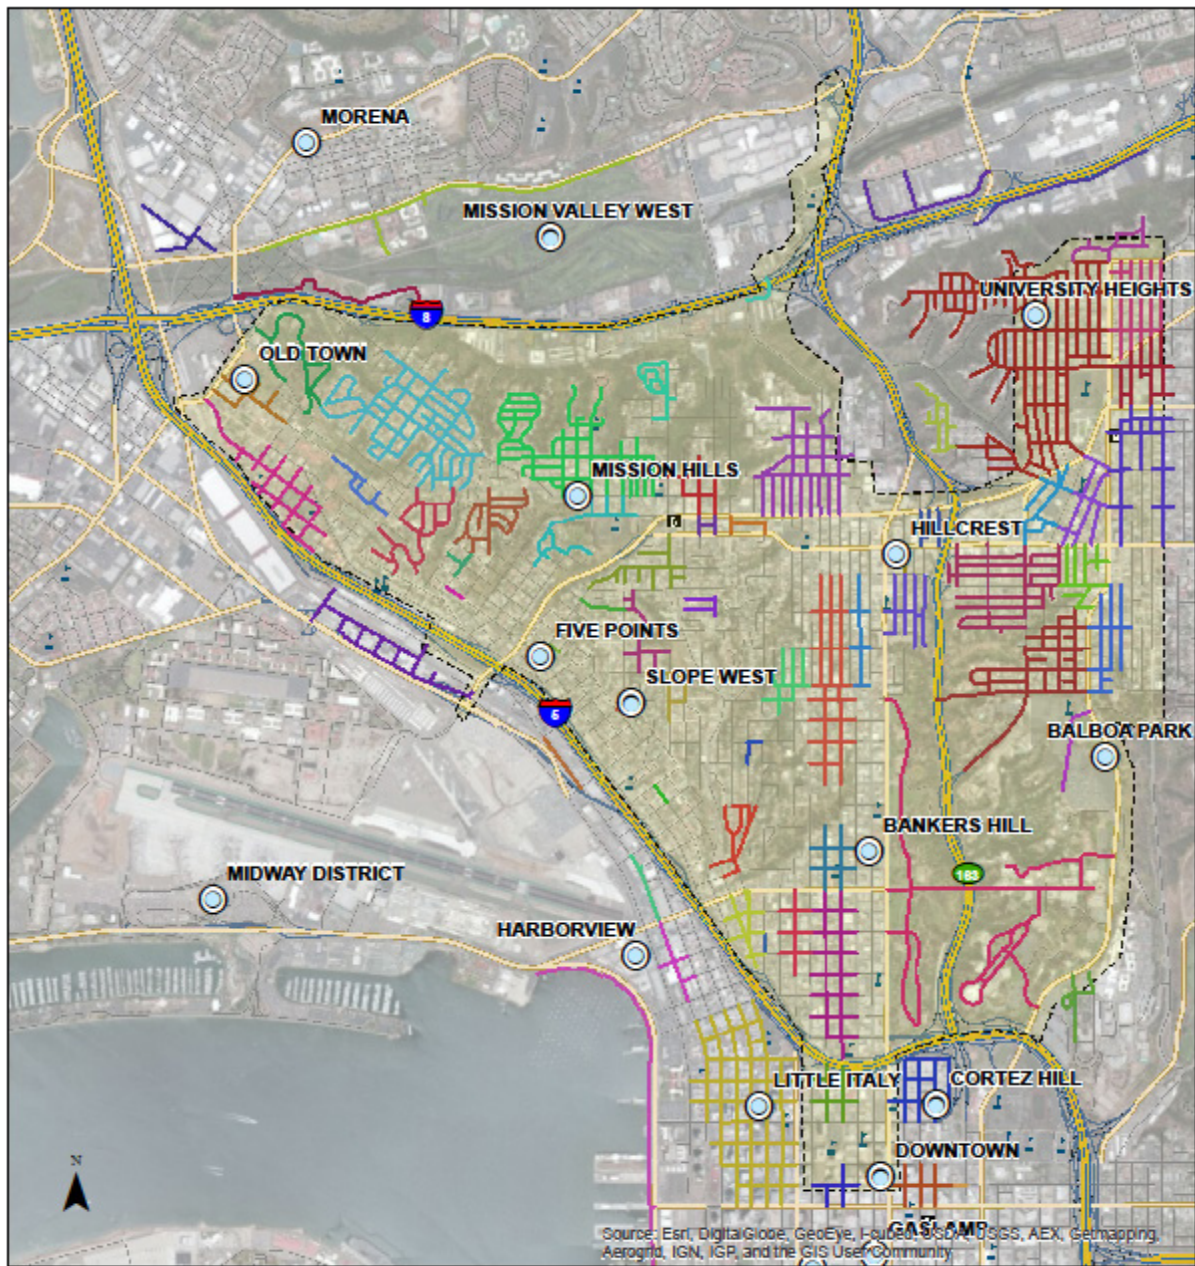 MORENA
MISSION VALLEY WEST
UNIVERSITY HEIGHTS
8
OLD TOWN
MISSION HILLS
HILLCREST
FIVE POINTS
SLOPE WEST
5
BALBOA PARK
BANKERS HILL
163
MIDWAY DISTRICT
HARBORVIEW
LITTLE ITALY
CORTEZ HILL
DOWNTOWN
N
GASLAMP
Source: Esri, DigitalGlobe, GeoEye, i-cubed, USDA, USGS, AEX, Getmapping,
Aerogrid, IGN, IGP, and the GIS User Community